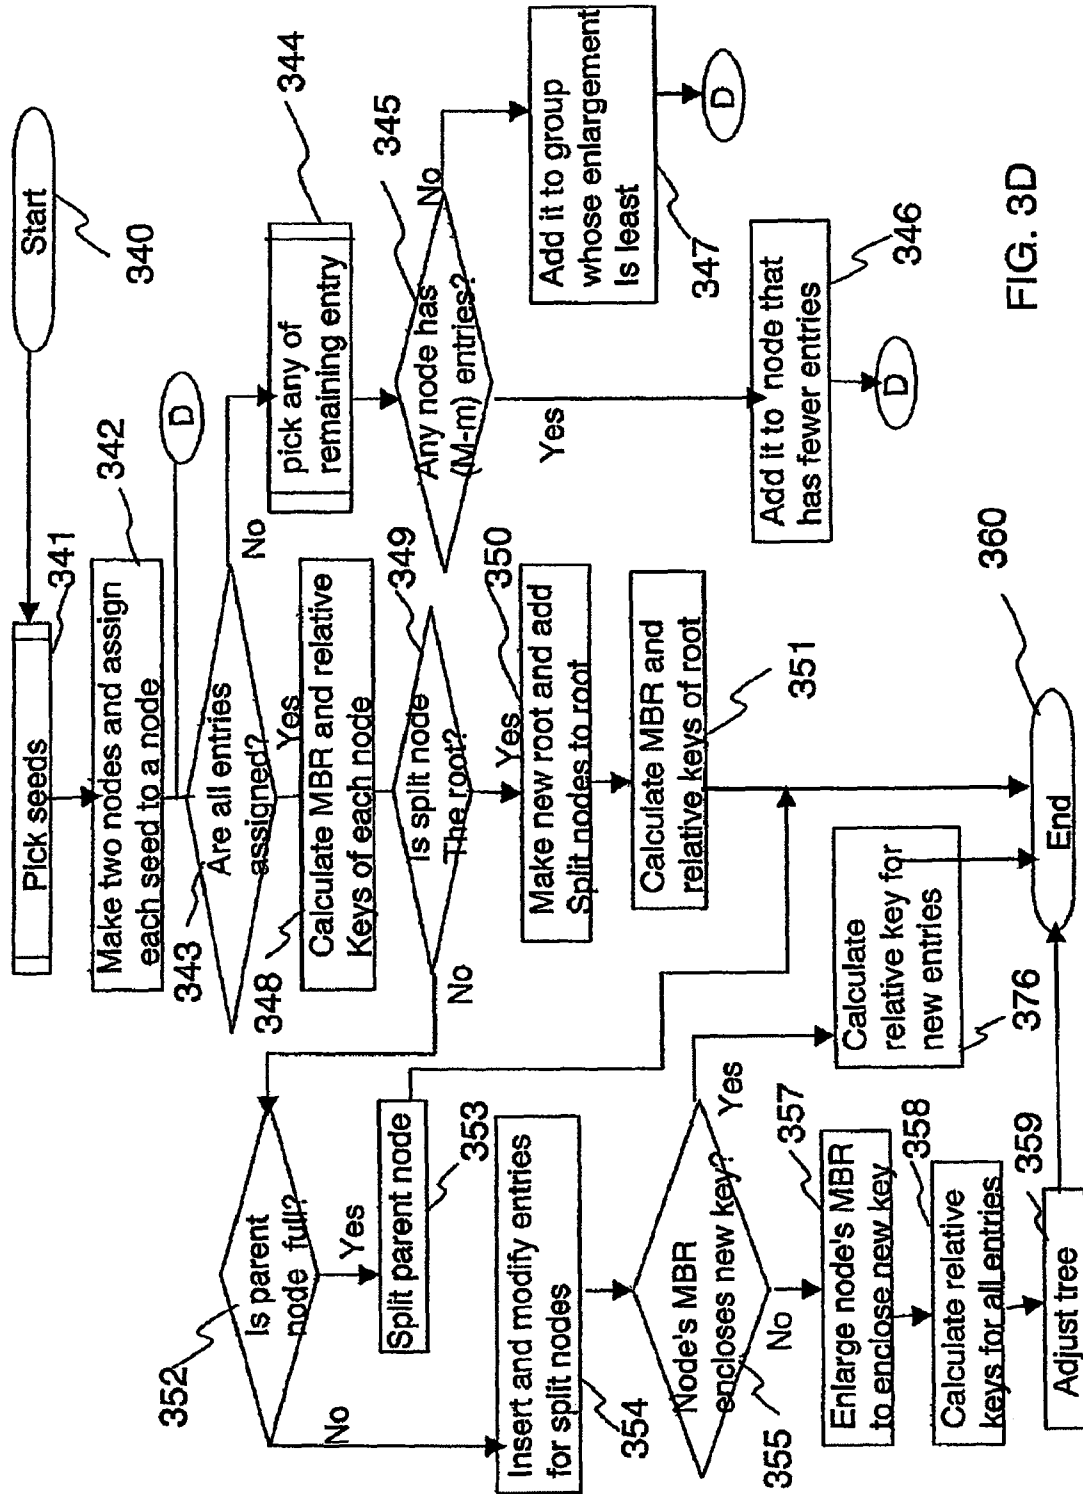 Start
340
Pick seeds
341
Make two nodes and assign
each seed to a node
342
D
Are all entries
assigned?
343
No
Yes
pick any of
remaining entry
344
Any node has
(M-m) entries?
345
No
Yes
Add it to group
whose enlargement
Is least
347
D
Add it to node that
has fewer entries
346
D
Calculate MBR and relative
Keys of each node
348
Is split node
The root?
349
Yes
No
Make new root and add
Split nodes to root
350
Calculate MBR and
relative keys of root
351
Is parent
node full?
352
Yes
No
Split parent node
353
Insert and modify entries
for split nodes
354
Node's MBR
encloses new key?
355
Yes
No
Calculate
relative key for
new entries
376
Enlarge node's MBR
to enclose new key
357
Calculate relative
keys for all entries
358
Adjust tree
359
End
360
FIG. 3D